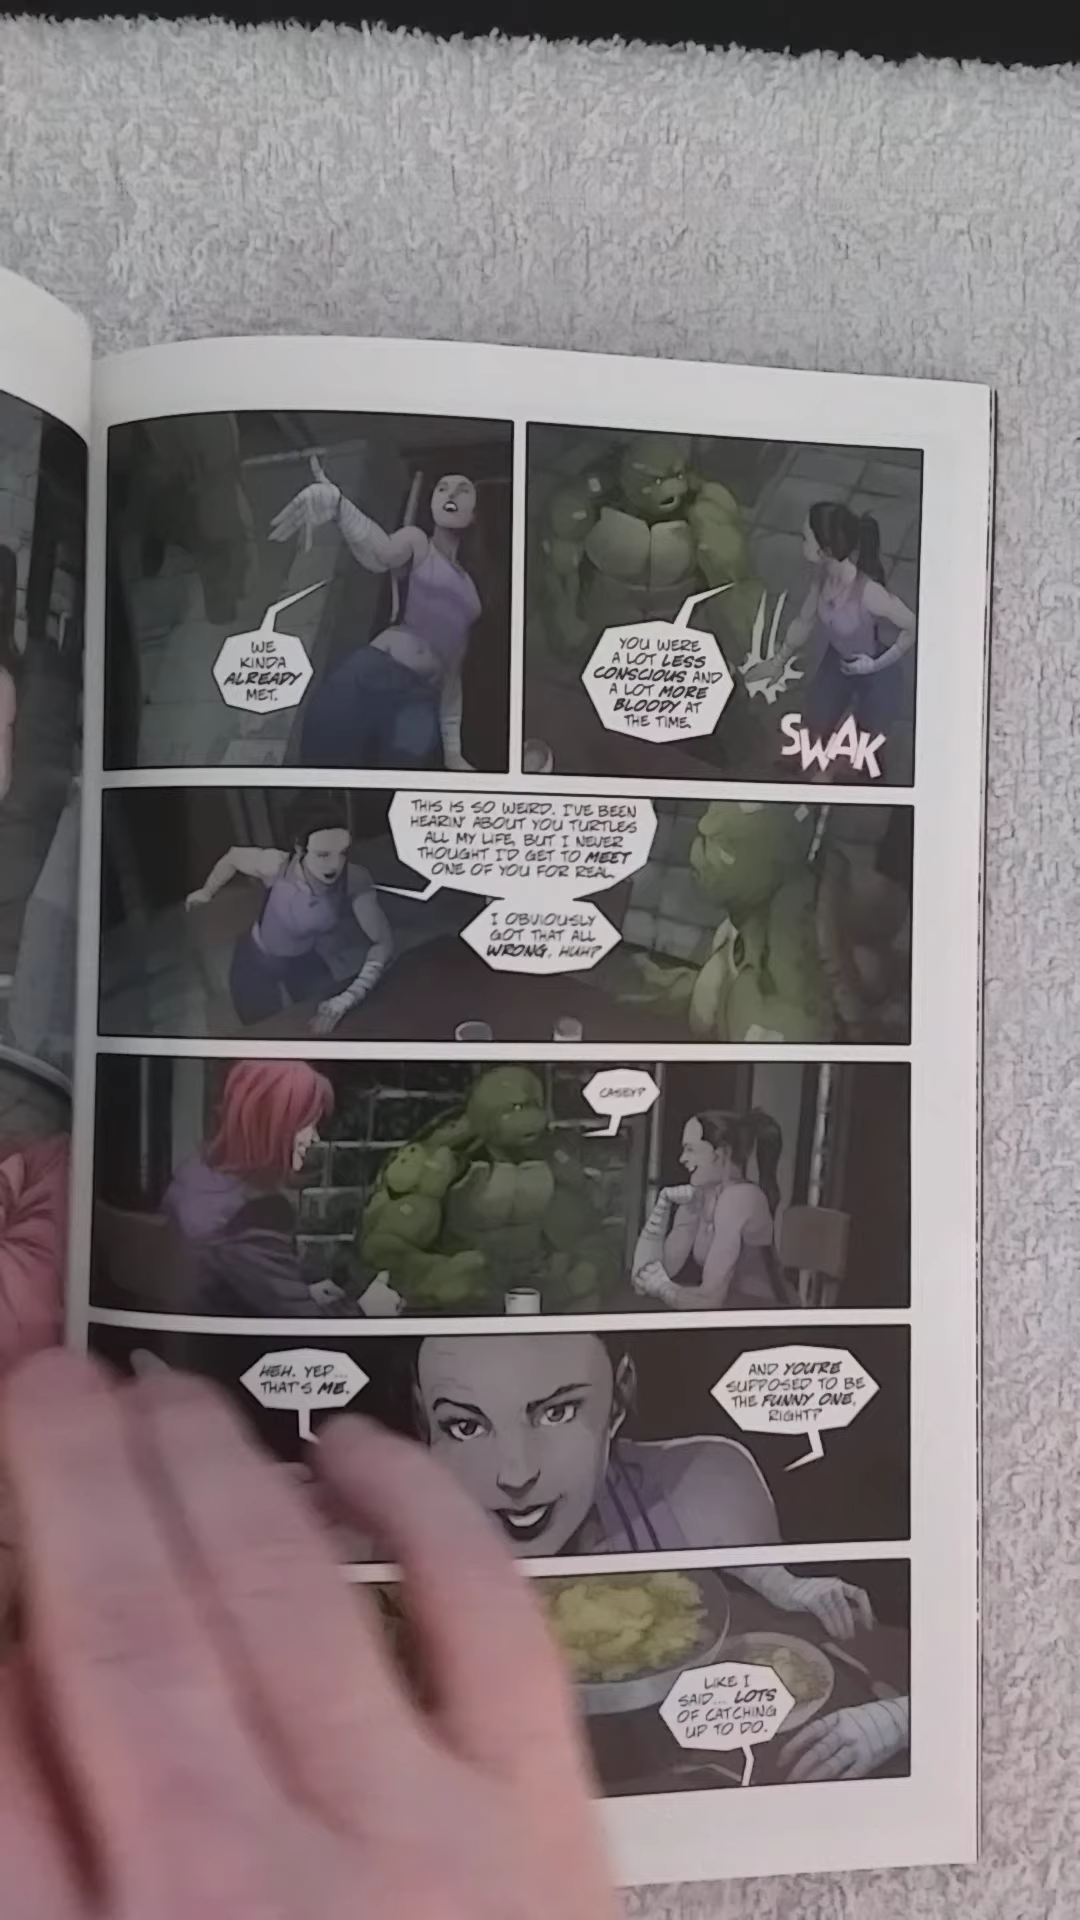 WE
KINDA
ALREADY
MET.
YOU WERE
A LOT LESS
CONSCIOUS AND
A LOT MORE
BLOODY AT
THE TIME.
SWAK
THIS IS SO WEIRD. I'VE BEEN
HEARIN' ABOUT YOU TURTLES
ALL MY LIFE, BUT I NEVER
THOUGHT I'D GET TO MEET
ONE OF YOU FOR REAL.
I OBVIOUSLY
GOT THAT ALL
WRONG, HUH?
CASEY?
HEH. YEP...
THAT'S ME.
AND YOU'RE
SUPPOSED TO BE
THE FUNNY ONE,
RIGHT?
LIKE I
SAID... LOTS
OF CATCHING
UP TO DO.